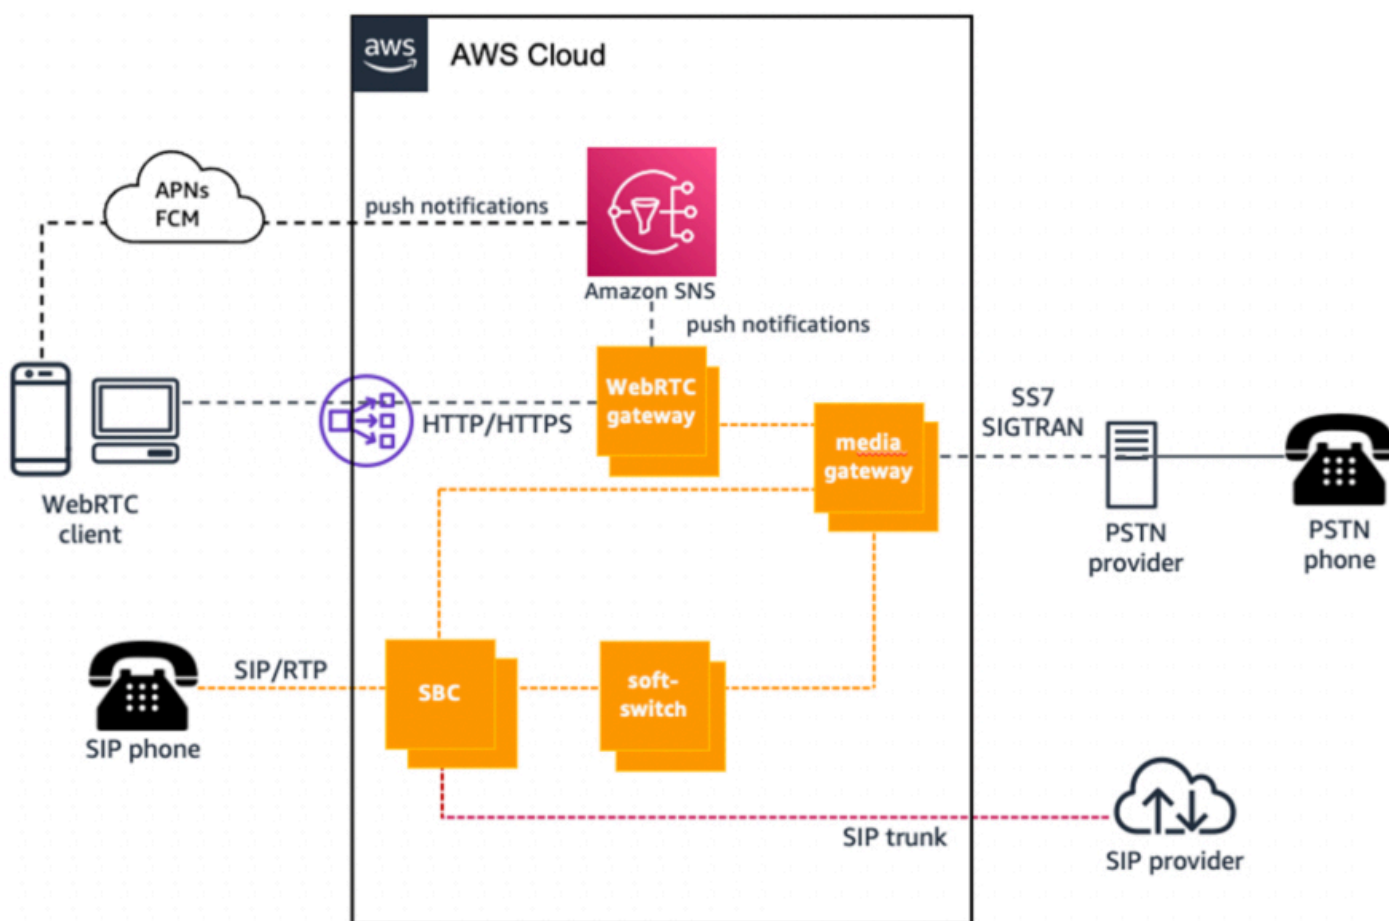 aws
AWS Cloud
APNs
FCM
push notifications
Amazon SNS
push notifications
WebRTC
gateway
HTTP/HTTPS
media
gateway
SS7
SIGTRAN
WebRTC
client
PSTN
provider
PSTN
phone
SIP/RTP
SBC
soft-
switch
SIP phone
SIP trunk
SIP provider